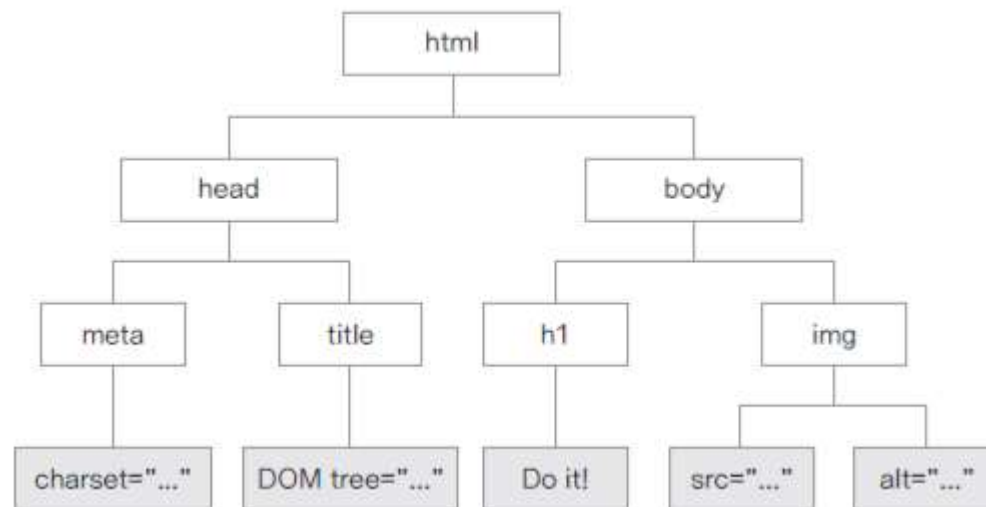 html
head
body
meta
title
h1
img
charset="..."
DOM tree="..."
Do it!
src="..."
alt="..."